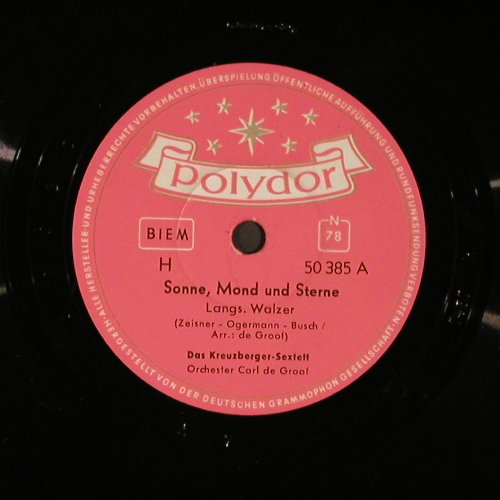 ALLE HERSTELLER- UND URHEBERRECHTE VORBEHALTEN. ÜBERSPIELUNG, ÖFFENTLICHE AUFFÜHRUNG UND RUNDFUNKSENDUNG VERBOTEN.
polydor
BIEM
N
78
H
50 385 A
Sonne, Mond und Sterne
Langs. Walzer
(Zeisner - Ogermann - Busch /
Arr.: de Groof)
Das Kreuzberger-Sextett
Orchester Carl de Groof
HERGESTELLT VON DER DEUTSCHEN GRAMMOPHON GESELLSCHAFT